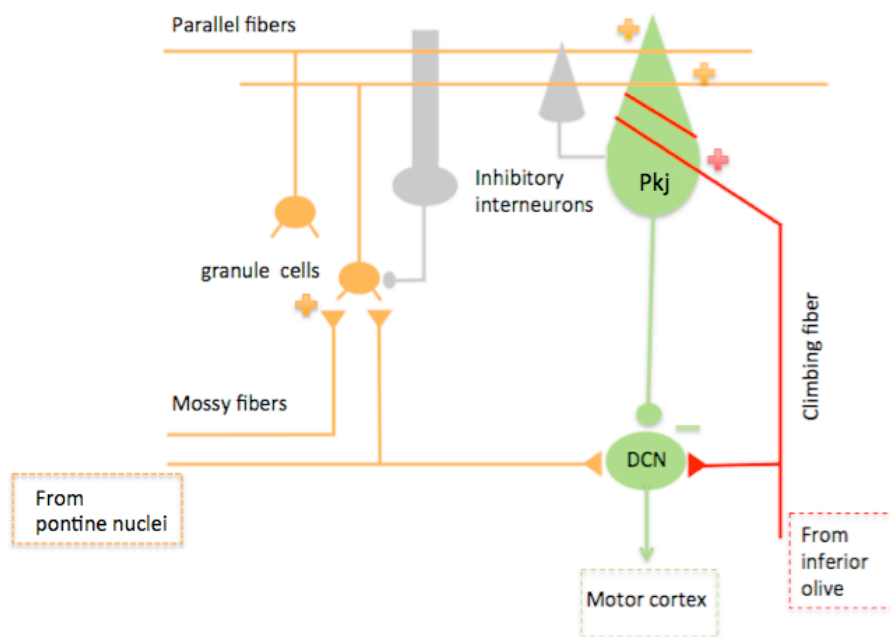 Parallel fibers
Pkj
Inhibitory
interneurons
granule cells
Climbing fiber
Mossy fibers
DCN
From
pontine nuclei
From
inferior
olive
Motor cortex